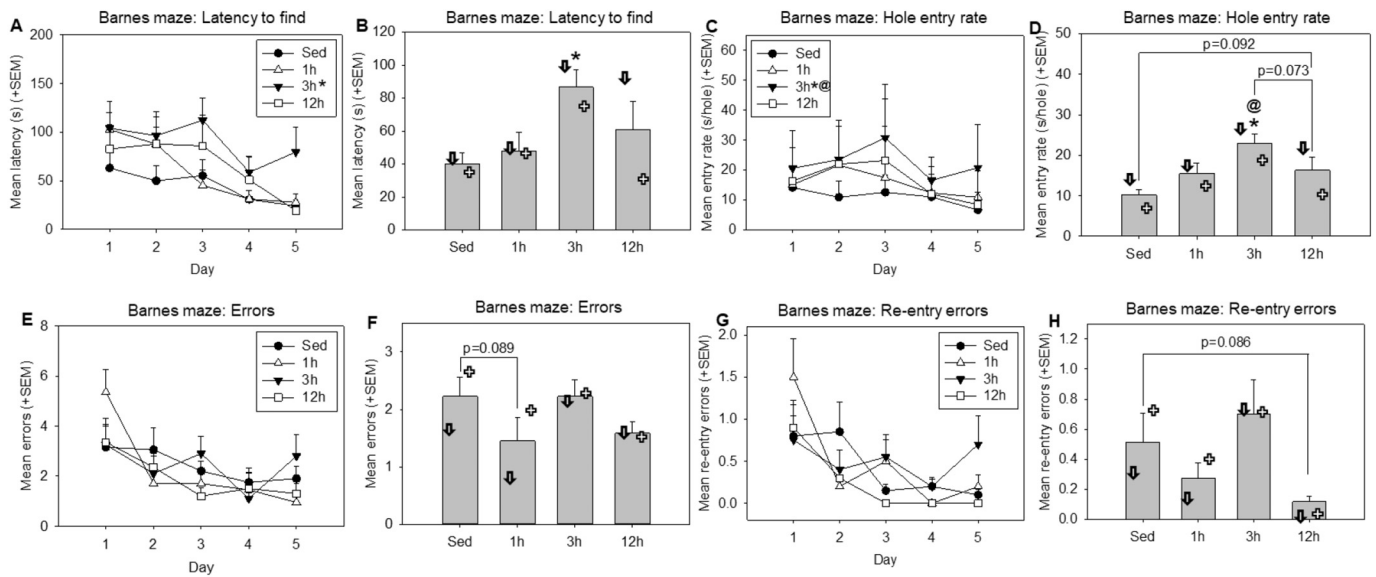 A
Barnes maze: Latency to find
Mean latency (s) (+SEM)
200
150
100
50
0
Sed
1h
3h*
12h
1 2 3 4 5
Day
B
Barnes maze: Latency to find
Mean latency (s) (+SEM)
120
100
80
60
40
20
0
*
Sed 1h 3h 12h
C
Barnes maze: Hole entry rate
Mean entry rate (s/hole) (+SEM)
60
50
40
30
20
10
0
Sed
1h
3h*@
12h
1 2 3 4 5
Day
D
Barnes maze: Hole entry rate
Mean entry rate (s/hole) (+SEM)
50
40
30
20
10
0
p=0.092
p=0.073
@
*
Sed 1h 3h 12h
E
Barnes maze: Errors
Mean errors (+SEM)
8
6
4
2
0
Sed
1h
3h
12h
1 2 3 4 5
Day
F
Barnes maze: Errors
Mean errors (+SEM)
3
2
1
0
p=0.089
Sed 1h 3h 12h
G
Barnes maze: Re-entry errors
Mean re-entry errors (+SEM)
2.0
1.5
1.0
0.5
0.0
Sed
1h
3h
12h
1 2 3 4 5
Day
H
Barnes maze: Re-entry errors
Mean re-entry errors (+SEM)
1.2
1.0
0.8
0.6
0.4
0.2
0.0
p=0.086
Sed 1h 3h 12h